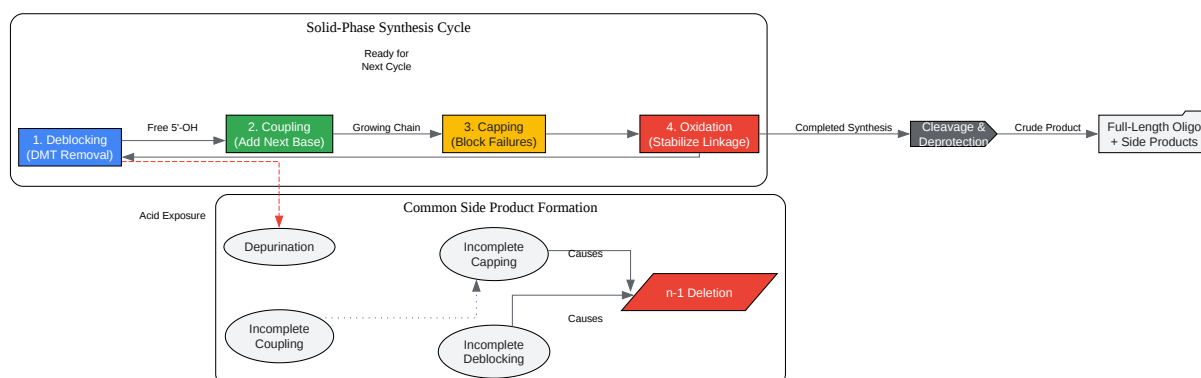 Solid-Phase Synthesis Cycle
Ready for
Next Cycle
1. Deblocking
(DMT Removal)
Free 5'-OH
2. Coupling
(Add Next Base)
Growing Chain
3. Capping
(Block Failures)
4. Oxidation
(Stabilize Linkage)
Completed Synthesis
Cleavage &
Deprotection
Crude Product
Full-Length Oligo
+ Side Products
Acid Exposure
Common Side Product Formation
Depurination
Incomplete
Capping
Causes
n-1 Deletion
Incomplete
Coupling
Causes
Incomplete
Deblocking